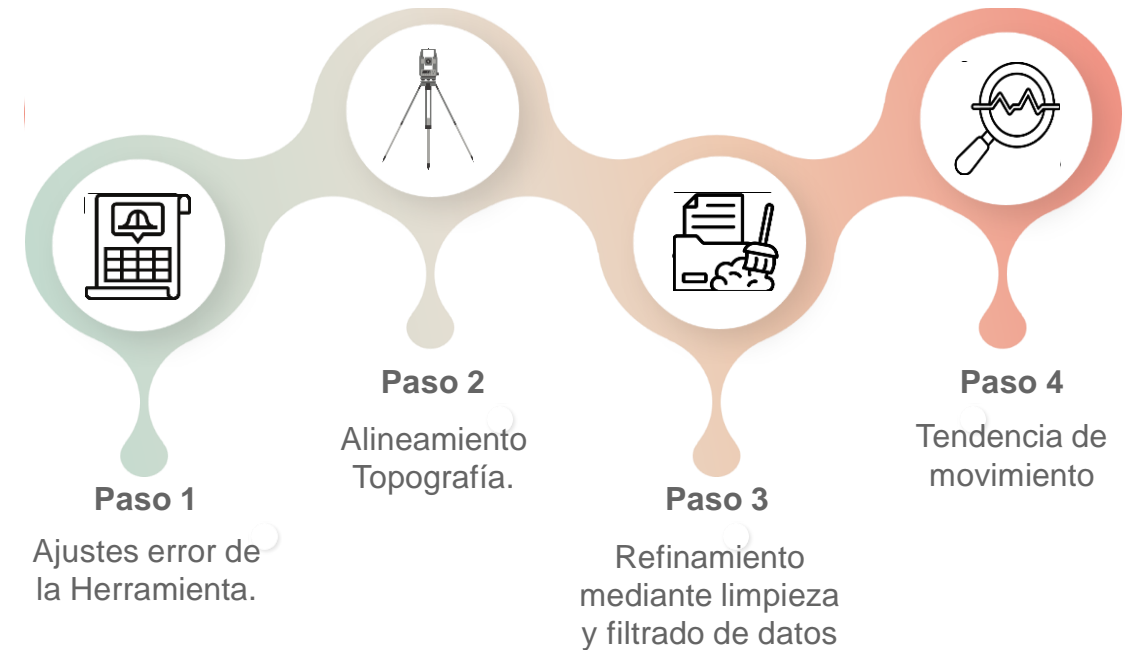 Paso 1
Ajustes error de
la Herramienta.
Paso 2
Alineamiento
Topografía.
Paso 3
Refinamiento
mediante limpieza
y filtrado de datos
Paso 4
Tendencia de
movimiento